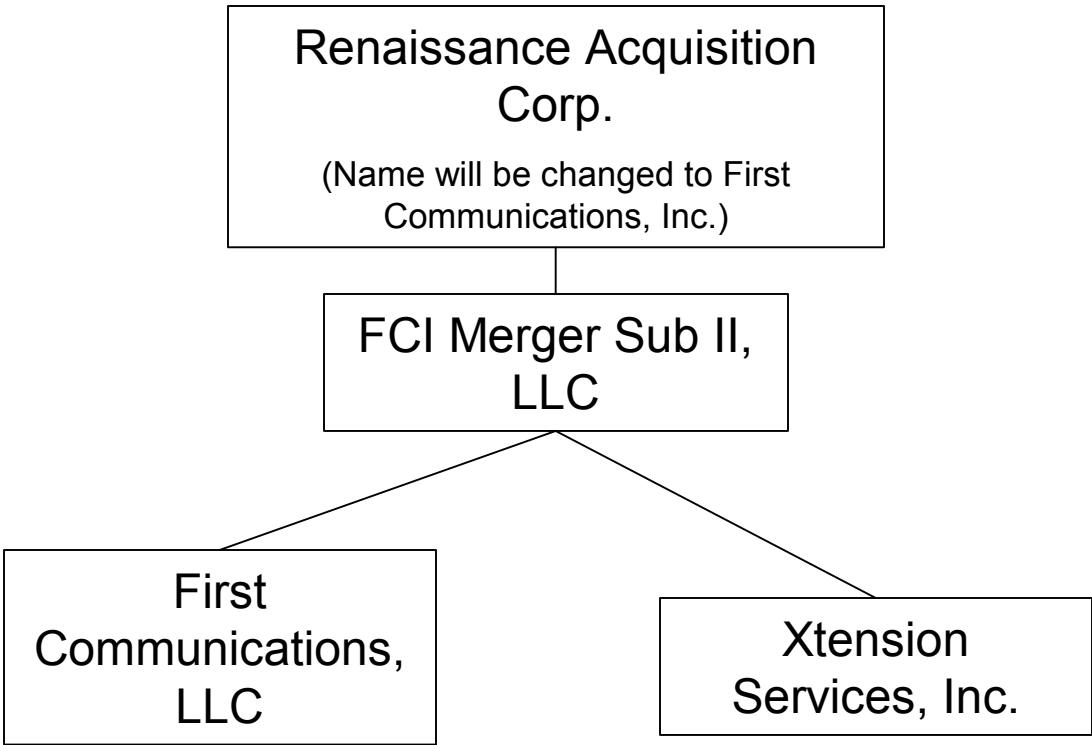 Renaissance Acquisition
Corp.
(Name will be changed to First
Communications, Inc.)
FCI Merger Sub II,
LLC
First
Communications,
LLC
Xtension
Services, Inc.